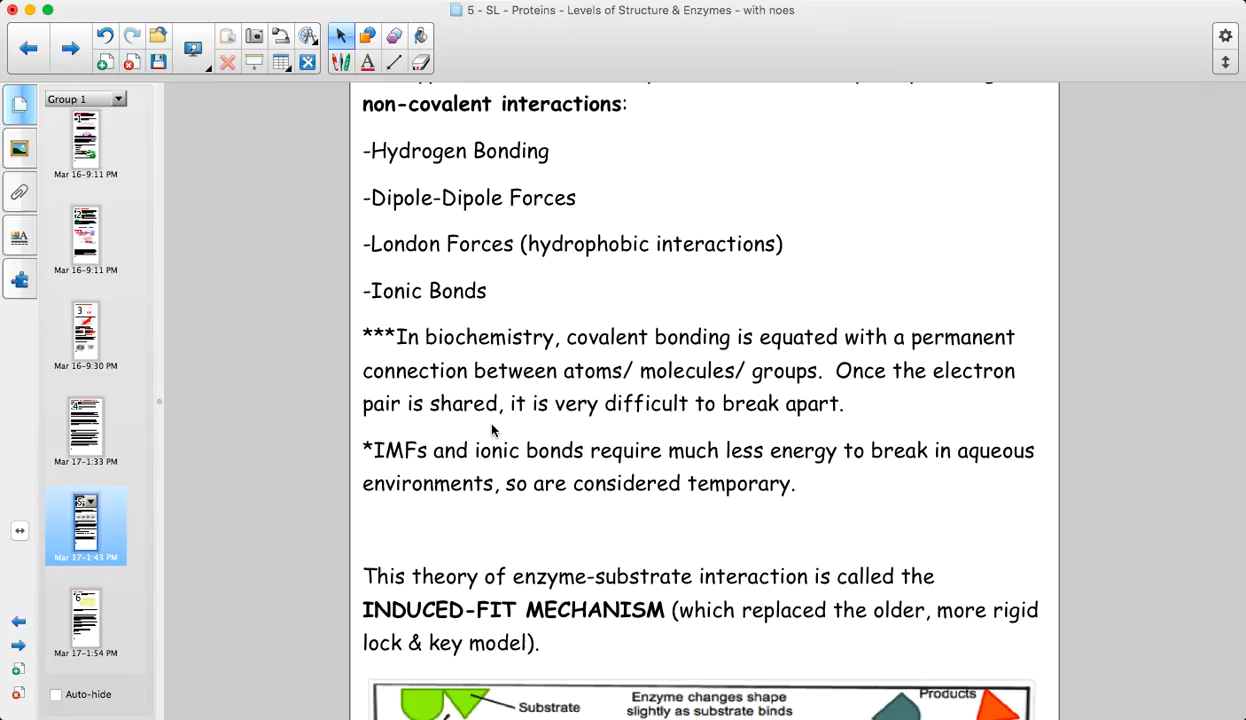 5 - SL - Proteins - Levels of Structure & Enzymes - with noes
Group 1
Mar 16-9:11 PM
Mar 16-9:11 PM
Mar 16-9:30 PM
Mar 17-1:33 PM
Mar 17-1:43 PM
Mar 17-1:54 PM
Auto-hide
non-covalent interactions:
-Hydrogen Bonding
-Dipole-Dipole Forces
-London Forces (hydrophobic interactions)
-Ionic Bonds
***In biochemistry, covalent bonding is equated with a permanent
connection between atoms/ molecules/ groups. Once the electron
pair is shared, it is very difficult to break apart.
*IMFs and ionic bonds require much less energy to break in aqueous
environments, so are considered temporary.
This theory of enzyme-substrate interaction is called the
INDUCED-FIT MECHANISM (which replaced the older, more rigid
lock & key model).
Substrate
Enzyme changes shape
slightly as substrate binds
Products